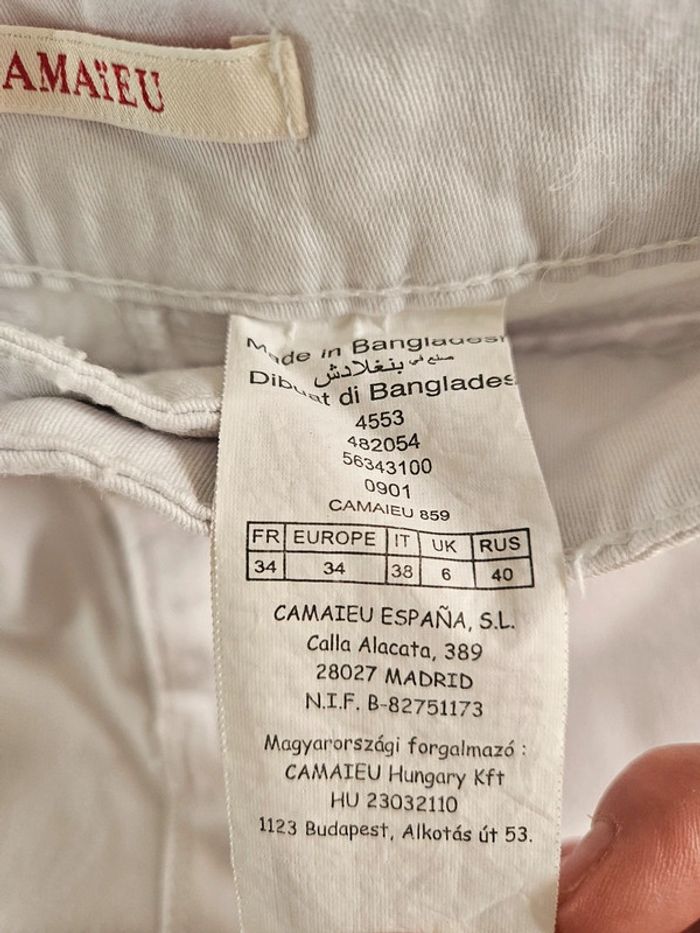 AMAïEU
Made in Bangladesh
صنع في بنغلادش
Dibuat di Banglades
4553
482054
56343100
0901
CAMAIEU 859
FR EUROPE IT UK RUS
34 34 38 6 40
CAMAIEU ESPAÑA, S.L.
Calla Alacata, 389
28027 MADRID
N.I.F. B-82751173
Magyarországi forgalmazó :
CAMAIEU Hungary Kft
HU 23032110
1123 Budapest, Alkotás út 53.